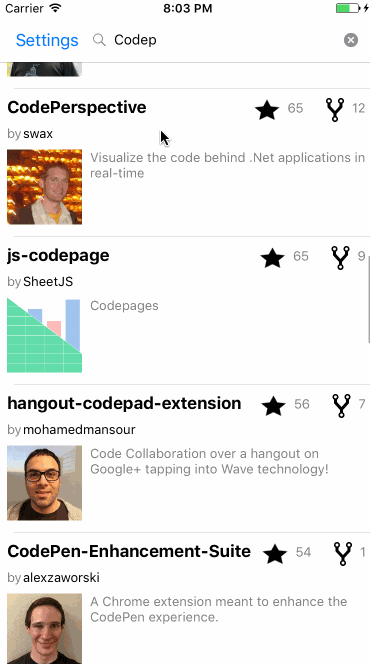 Carrier 8:03 PM
Settings Codep
CodePerspective 65 12
by swax
Visualize the code behind .Net applications in
real-time
js-codepage 65 9
by SheetJS
Codepages
hangout-codepad-extension 56 7
by mohamedmansour
Code Collaboration over a hangout on
Google+ tapping into Wave technology!
CodePen-Enhancement-Suite 54 1
by alexzaworski
A Chrome extension meant to enhance the
CodePen experience.